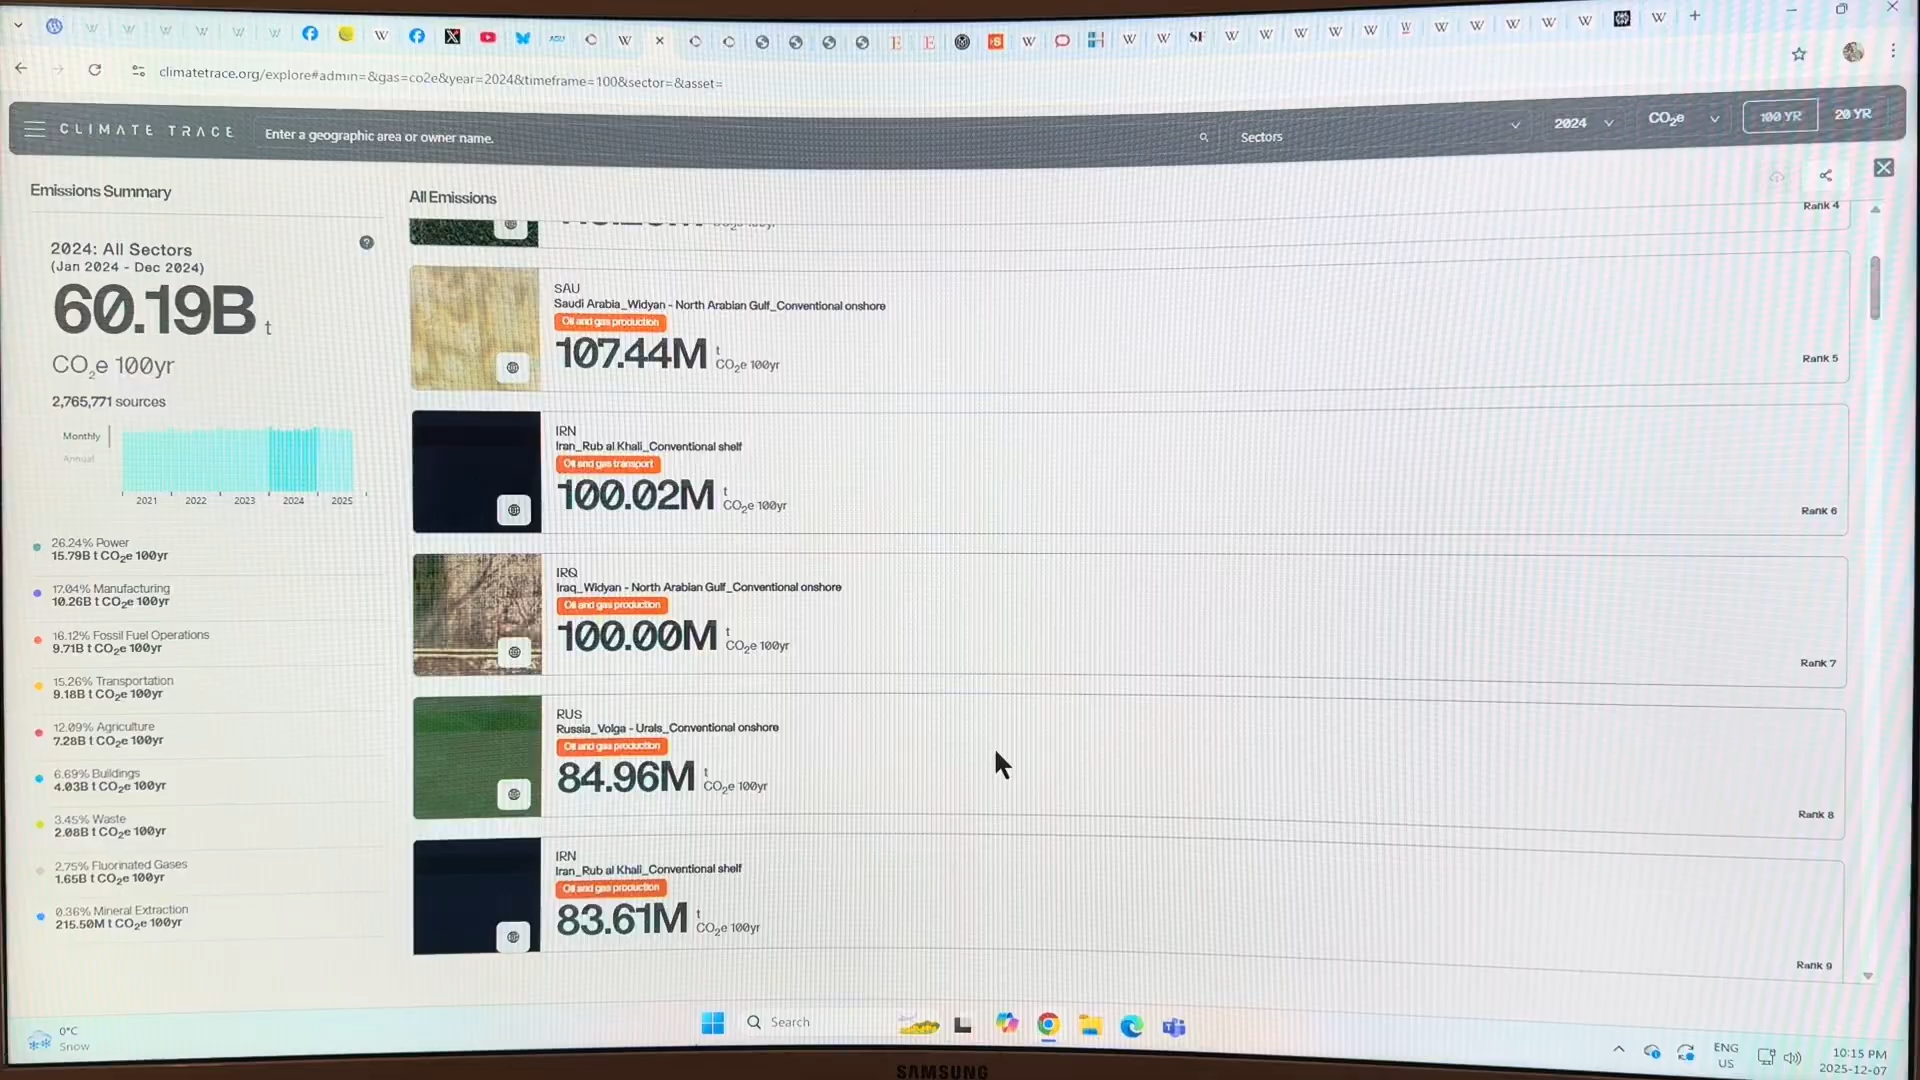 climatetrace.org/explore#admin=&gas=co2e&year=2024&timeframe=100&sector=&asset=
CLIMATE TRACE
Enter a geographic area or owner name.
Sectors
2024
CO₂e
100 YR
20 YR
Emissions Summary
2024: All Sectors
(Jan 2024 - Dec 2024)
60.19B t
CO₂e 100yr
2,765,771 sources
Monthly
Annual
2021 2022 2023 2024 2025
26.24% Power
15.79B t CO₂e 100yr
17.04% Manufacturing
10.26B t CO₂e 100yr
16.12% Fossil Fuel Operations
9.71B t CO₂e 100yr
15.26% Transportation
9.18B t CO₂e 100yr
12.09% Agriculture
7.28B t CO₂e 100yr
6.69% Buildings
4.03B t CO₂e 100yr
3.45% Waste
2.08B t CO₂e 100yr
2.75% Fluorinated Gases
1.65B t CO₂e 100yr
0.36% Mineral Extraction
215.50M t CO₂e 100yr
All Emissions
Rank 4
SAU
Saudi Arabia_Widyan - North Arabian Gulf_Conventional onshore
Oil and gas production
107.44M t CO₂e 100yr
Rank 5
IRN
Iran_Rub al Khali_Conventional shelf
Oil and gas transport
100.02M t CO₂e 100yr
Rank 6
IRQ
Iraq_Widyan - North Arabian Gulf_Conventional onshore
Oil and gas production
100.00M t CO₂e 100yr
Rank 7
RUS
Russia_Volga - Urals_Conventional onshore
Oil and gas production
84.96M t CO₂e 100yr
Rank 8
IRN
Iran_Rub al Khali_Conventional shelf
Oil and gas production
83.61M t CO₂e 100yr
Rank 9
0°C
Snow
Search
ENG
US
10:15 PM
2025-12-07
SAMSUNG